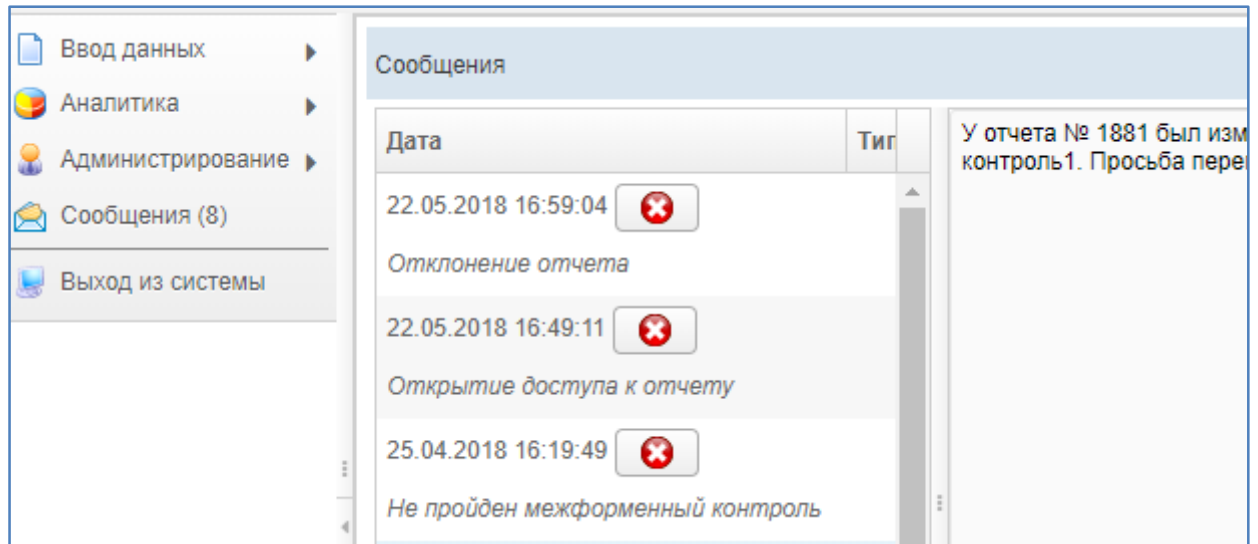 Ввод данных
Аналитика
Администрирование
Сообщения (8)
Выход из системы
Сообщения
Дата
Тип
22.05.2018 16:59:04
Отклонение отчета
22.05.2018 16:49:11
Открытие доступа к отчету
25.04.2018 16:19:49
Не пройден межформенный контроль
У отчета № 1881 был изм
контроль1. Просьба пере